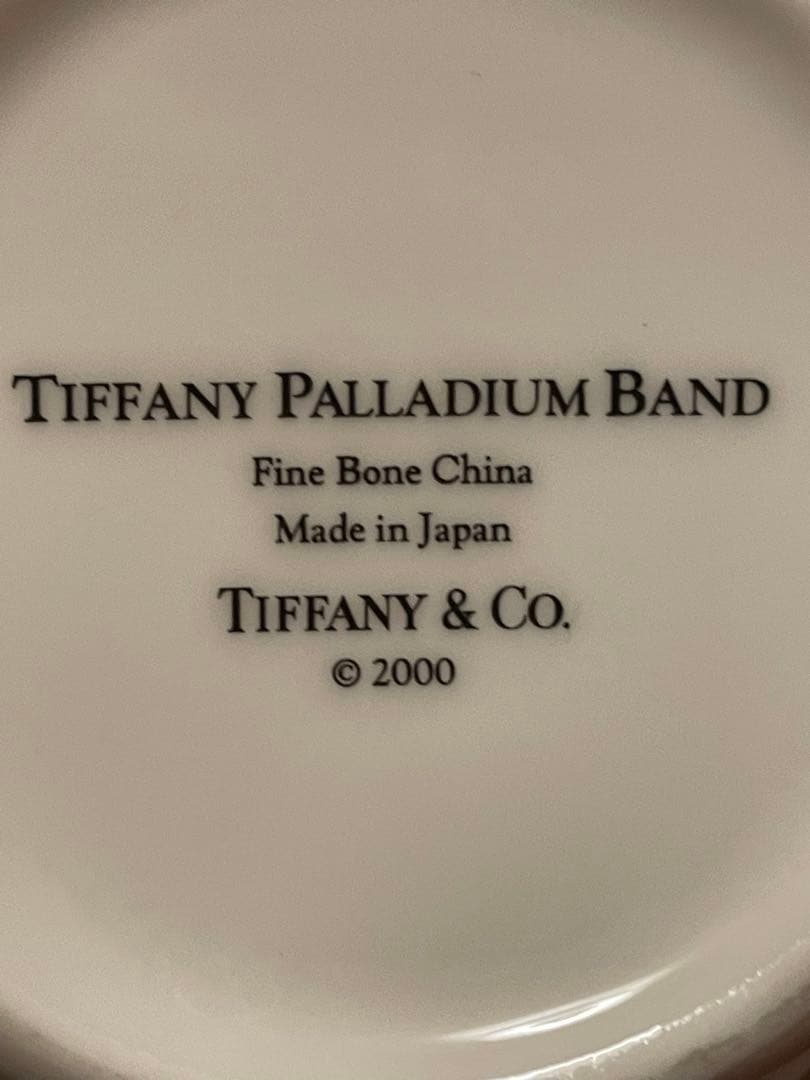 TIFFANY PALLADIUM BAND
Fine Bone China
Made in Japan
TIFFANY & CO.
© 2000